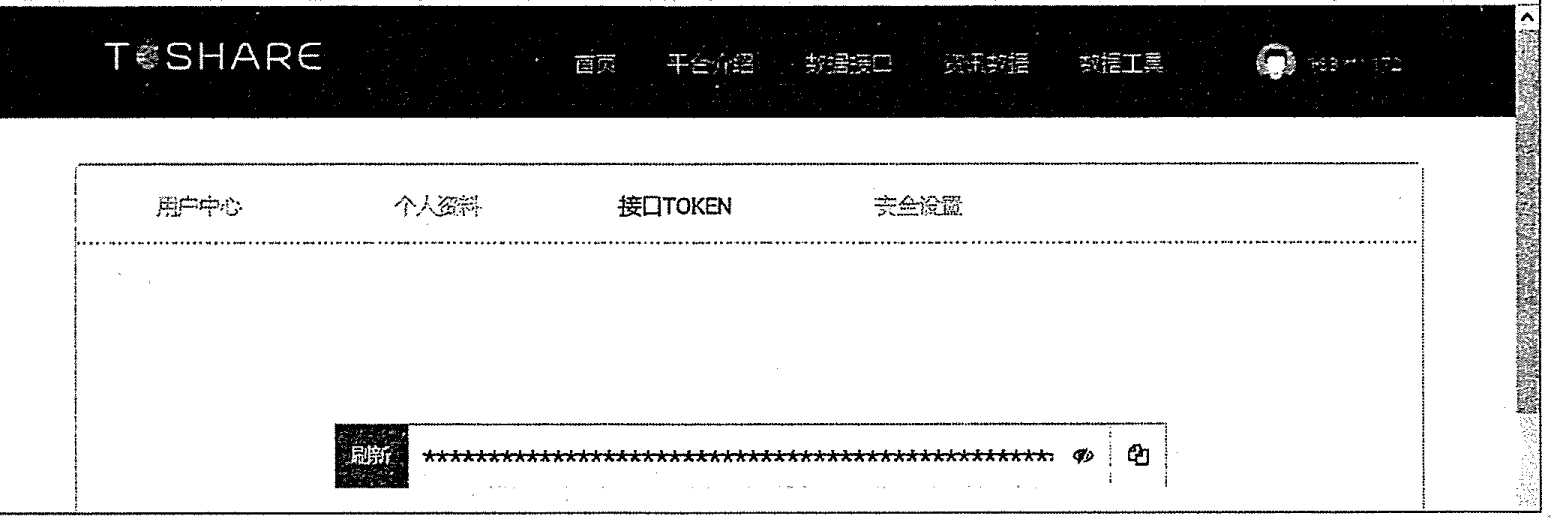 TUSHARE 首页 平台介绍 数据接口 资讯数据 数据工具
用户中心 个人资料 接口TOKEN 安全设置
刷新 ************************************************